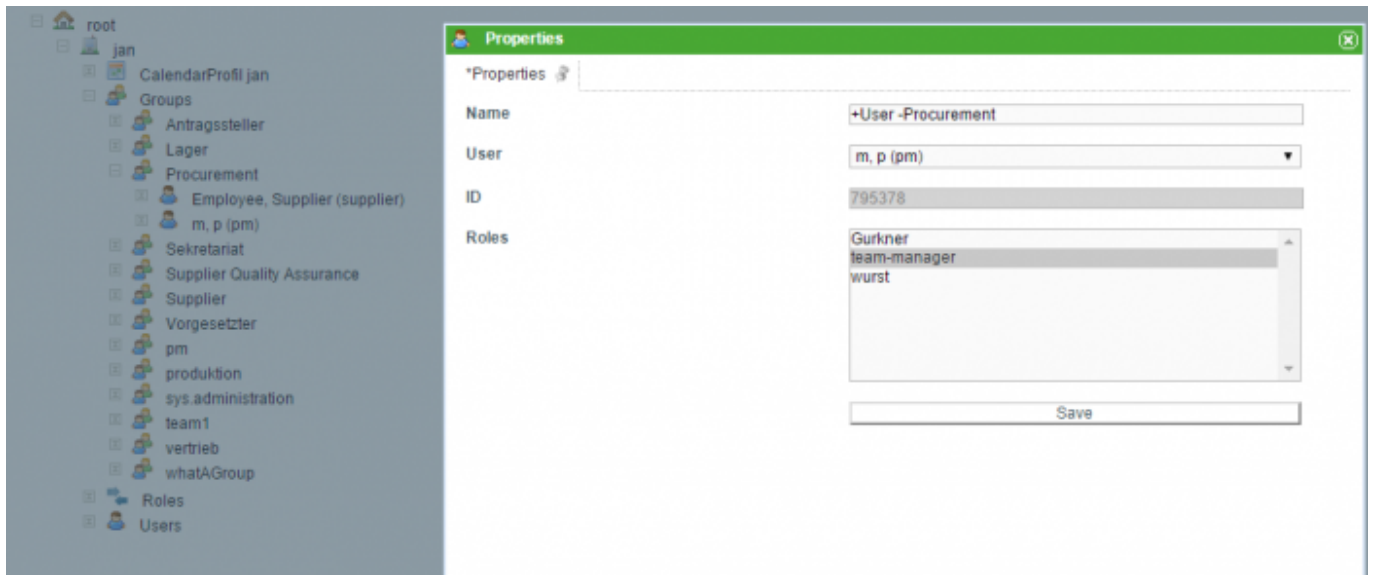 root
jan
CalendarProfil jan
Groups
Antragssteller
Lager
Procurement
Employee, Supplier (supplier)
m, p (pm)
Sekretariat
Supplier Quality Assurance
Supplier
Vorgesetzter
pm
produktion
sys.administration
team1
vertrieb
whatAGroup
Roles
Users
Properties
*Properties
Name
+User -Procurement
User
m, p (pm)
ID
795378
Roles
Gurkner
team-manager
wurst
Save